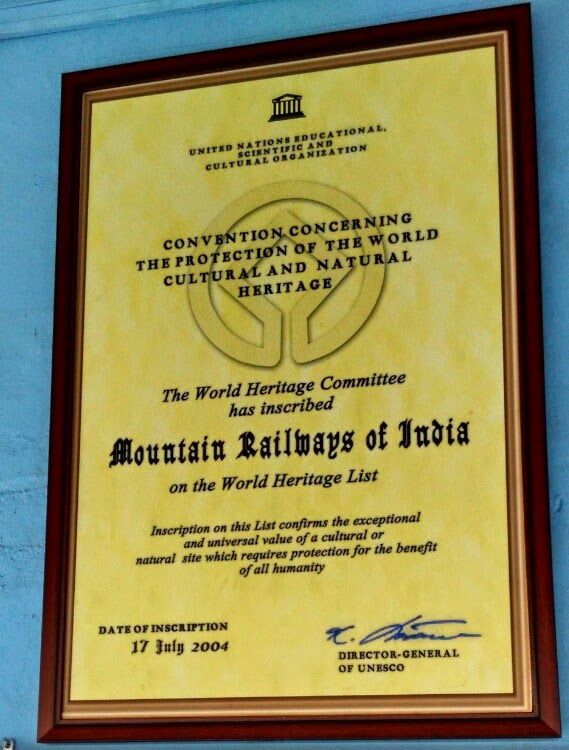 UNITED NATIONS EDUCATIONAL,
SCIENTIFIC AND
CULTURAL ORGANIZATION
CONVENTION CONCERNING
THE PROTECTION OF THE WORLD
CULTURAL AND NATURAL
HERITAGE
The World Heritage Committee
has inscribed
Mountain Railways of India
on the World Heritage List
Inscription on this List confirms the exceptional
and universal value of a cultural or
natural site which requires protection for the benefit
of all humanity
DATE OF INSCRIPTION
17 July 2004
DIRECTOR-GENERAL
OF UNESCO